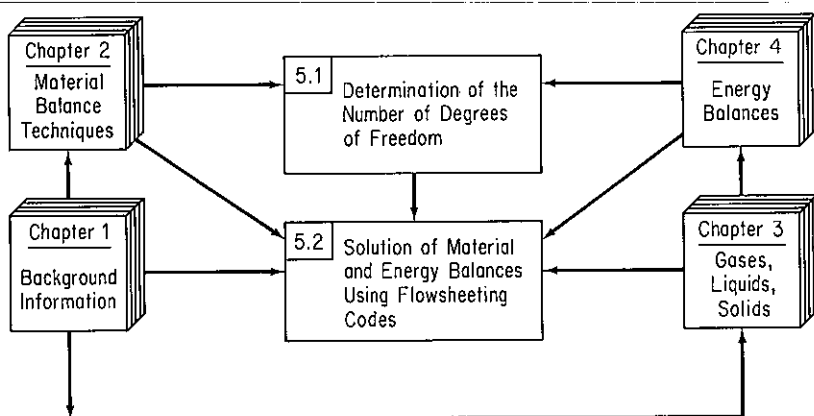 Chapter 2
Material
Balance
Techniques
5.1
Determination of the
Number of Degrees
of Freedom
Chapter 4
Energy
Balances
Chapter 1
Background
Information
5.2
Solution of Material
and Energy Balances
Using Flowsheeting
Codes
Chapter 3
Gases,
Liquids,
Solids